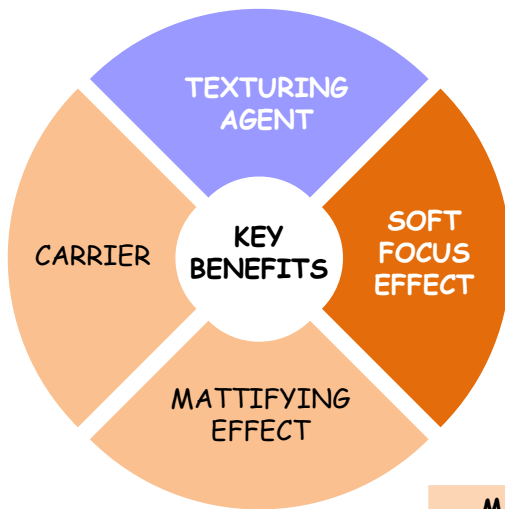 TEXTURING
AGENT
SOFT
FOCUS
EFFECT
KEY
BENEFITS
CARRIER
MATTIFYING
EFFECT